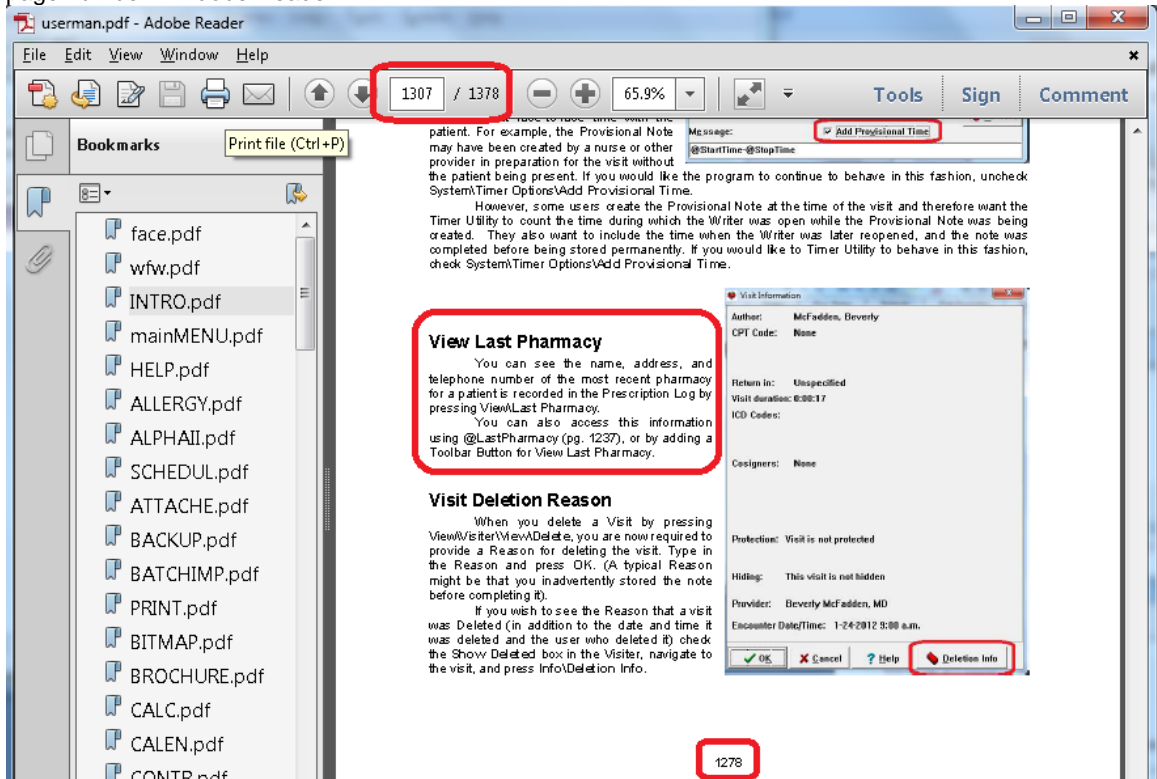 userman.pdf - Adobe Reader
File Edit View Window Help
1307 / 1378
65.9%
Tools Sign Comment
Bookmarks
Print file (Ctrl+P)
face.pdf
wfw.pdf
INTRO.pdf
mainMENU.pdf
HELP.pdf
ALLERGY.pdf
ALPHAII.pdf
SCHEDUL.pdf
ATTACHE.pdf
BACKUP.pdf
BATCHIMP.pdf
PRINT.pdf
BITMAP.pdf
BROCHURE.pdf
CALC.pdf
CALEN.pdf
CONTR.pdf
patient. For example, the Provisional Note
may have been created by a nurse or other
provider in preparation for the visit without
the patient being present. If you would like the program to continue to behave in this fashion, uncheck
System\Timer Options\Add Provisional Time.
However, some users create the Provisional Note at the time of the visit and therefore want the
Timer Utility to count the time during which the Writer was open while the Provisional Note was being
created. They also want to include the time when the Writer was later reopened, and the note was
completed before being stored permanently. If you would like to Timer Utility to behave in this fashion,
check System\Timer Options\Add Provisional Time.
Message:
Add Provisional Time
@StartTime-@StopTime
View Last Pharmacy
You can see the name, address, and
telephone number of the most recent pharmacy
for a patient is recorded in the Prescription Log by
pressing View\Last Pharmacy.
You can also access this information
using @LastPharmacy (pg. 1237), or by adding a
Toolbar Button for View Last Pharmacy.
Visit Deletion Reason
When you delete a Visit by pressing
View\Visiter\View\Delete, you are now required to
provide a Reason for deleting the visit. Type in
the Reason and press OK. (A typical Reason
might be that you inadvertently stored the note
before completing it).
If you wish to see the Reason that a visit
was Deleted (in addition to the date and time it
was deleted and the user who deleted it) check
the Show Deleted box in the Visiter, navigate to
the visit, and press Info\Deletion Info.
Visit Information
Author: McFadden, Beverly
CPT Code: None
Return in: Unspecified
Visit duration: 0:00:17
ICD Codes:
Cosigners: None
Protection: Visit is not protected
Hiding: This visit is not hidden
Provider: Beverly McFadden, MD
Encounter Date/Time: 1-24-2012 9:00 a.m.
OK Cancel Help Deletion Info
1278